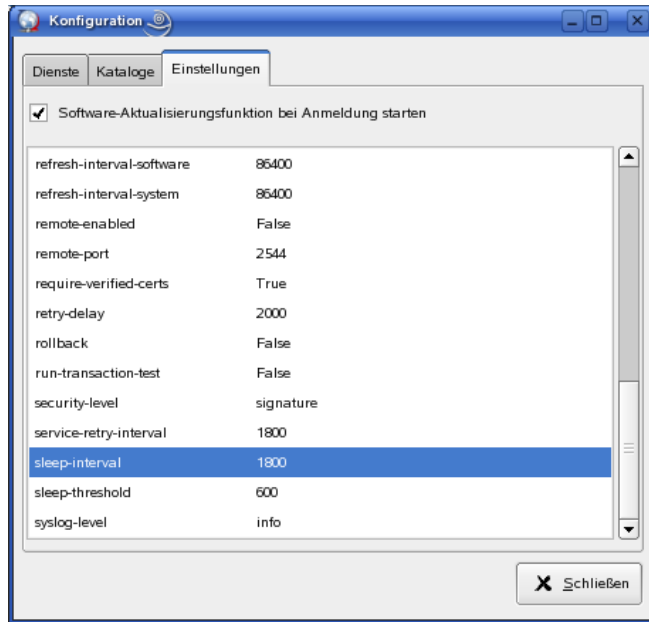 Konfiguration
Dienste Kataloge Einstellungen
Software-Aktualisierungsfunktion bei Anmeldung starten
refresh-interval-software 86400
refresh-interval-system 86400
remote-enabled False
remote-port 2544
require-verified-certs True
retry-delay 2000
rollback False
run-transaction-test False
security-level signature
service-retry-interval 1800
sleep-interval 1800
sleep-threshold 600
syslog-level info
Schließen